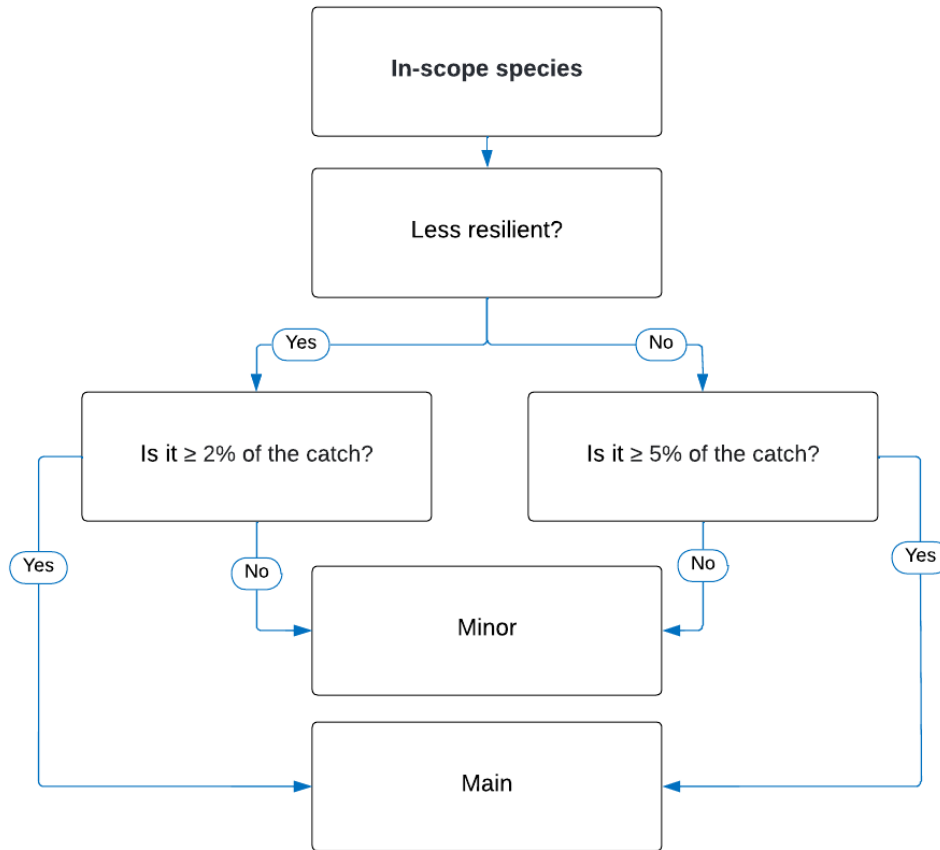 In-scope species
Less resilient?
Yes
No
Is it ≥ 2% of the catch?
Is it ≥ 5% of the catch?
Yes
No
No
Yes
Minor
Main